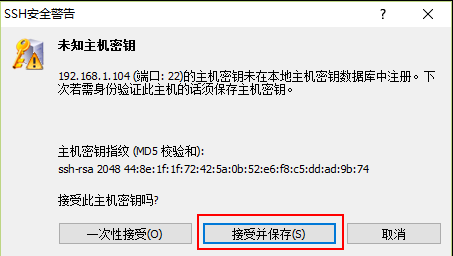 SSH安全警告
未知主机密钥
192.168.1.104 (端口: 22)的主机密钥未在本地主机密钥数据库中注册。下
次若需身份验证此主机的话须保存主机密钥。
主机密钥指纹 (MD5 校验和):
ssh-rsa 2048 44:8e:1f:1f:72:42:5a:0b:52:e6:f8:c5:dd:ad:9b:74
接受此主机密钥吗?
一次性接受(O)
接受并保存(S)
取消